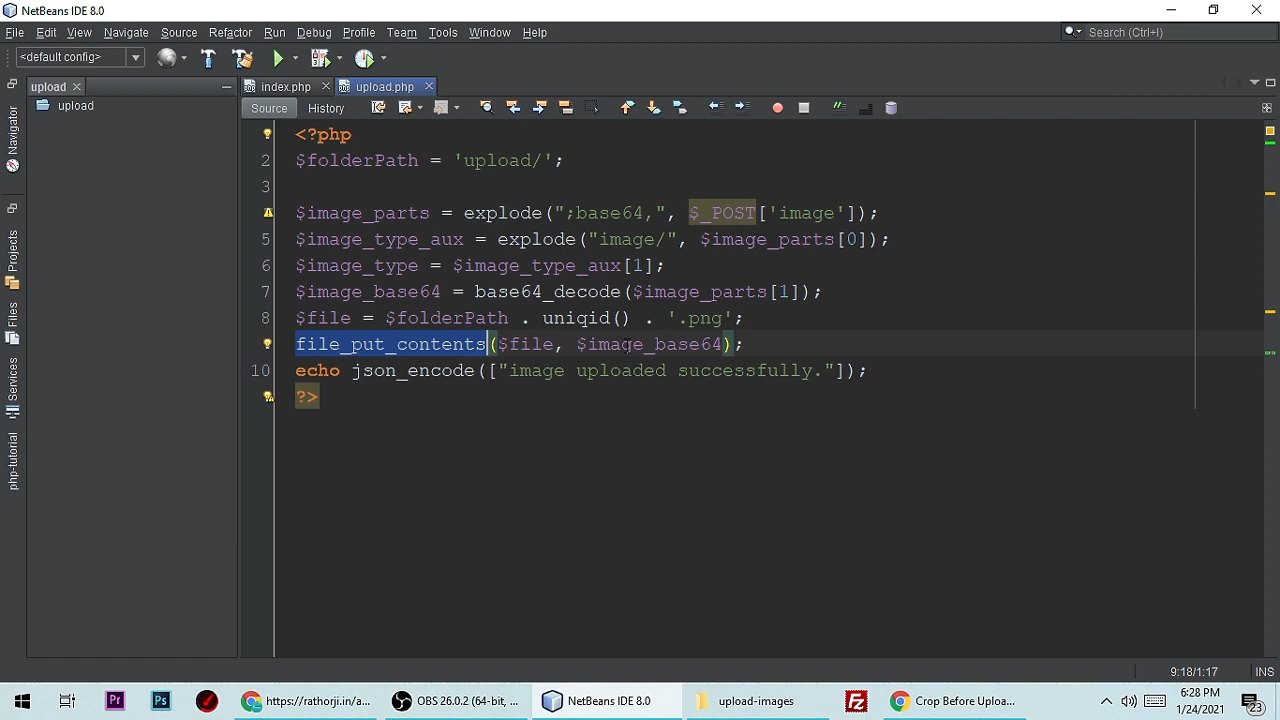 NetBeans IDE 8.0
File Edit View Navigate Source Refactor Run Debug Profile Team Tools Window Help
Search (Ctrl+I)
<default config>
upload
index.php
upload.php
upload
Source History
Navigator
Projects
Files
Services
php-tutorial
<?php
2 $folderPath = 'upload/';
3
$image_parts = explode(";base64,", $_POST['image']);
5 $image_type_aux = explode("image/", $image_parts[0]);
6 $image_type = $image_type_aux[1];
7 $image_base64 = base64_decode($image_parts[1]);
8 $file = $folderPath . uniqid() . '.png';
file_put_contents($file, $image_base64);
10 echo json_encode(["image uploaded successfully."]);
?>
9:18/1:17 INS
Pr
Ps
https://rathorji.in/a...
OBS 26.0.2 (64-bit, ...
NetBeans IDE 8.0
upload-images
Fz
Crop Before Uploa...
6:28 PM
1/24/2021
23